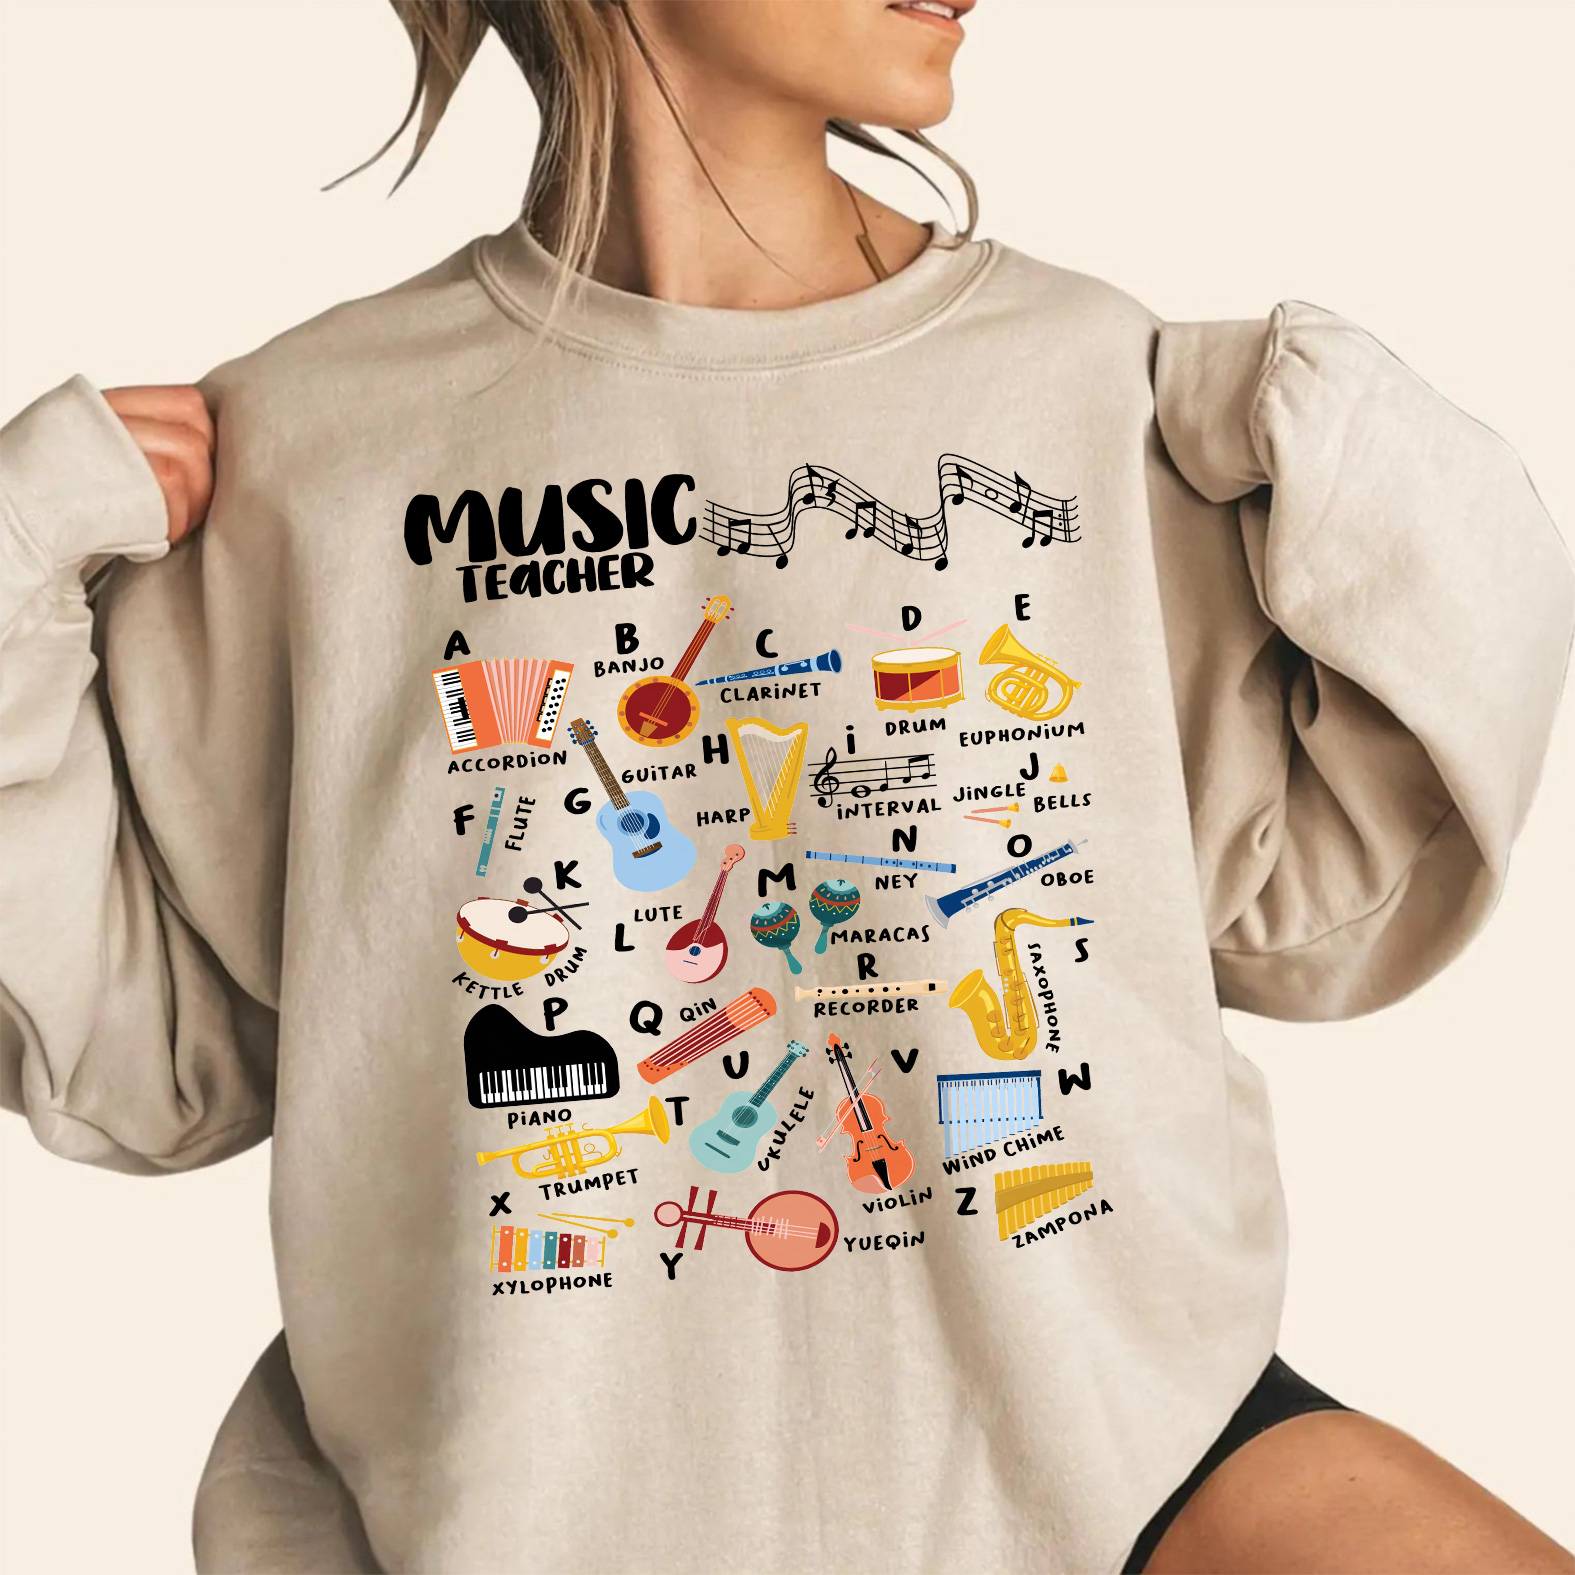 MUSIC
TEACHER
A
ACCORDION
B
BANJO
C
CLARINET
D
DRUM
E
EUPHONIUM
F
FLUTE
G
GUITAR
H
HARP
i
INTERVAL
J
JINGLE
BELLS
K
KETTLE DRUM
L
LUTE
M
MARACAS
N
NEY
O
OBOE
P
PIANO
Q
QIN
R
RECORDER
S
SAXOPHONE
T
TRUMPET
U
UKULELE
V
VIOLIN
W
WIND CHIME
X
XYLOPHONE
Y
YUEQIN
Z
ZAMPONA